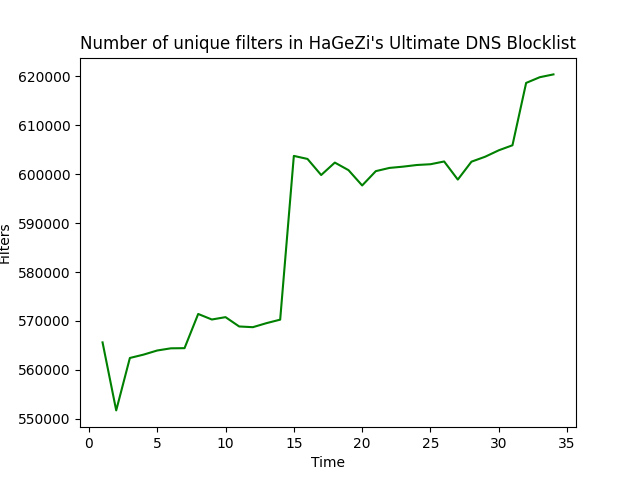 Number of unique filters in HaGeZi's Ultimate DNS Blocklist
620000
610000
600000
590000
580000
570000
560000
550000
Filters
0 5 10 15 20 25 30 35
Time